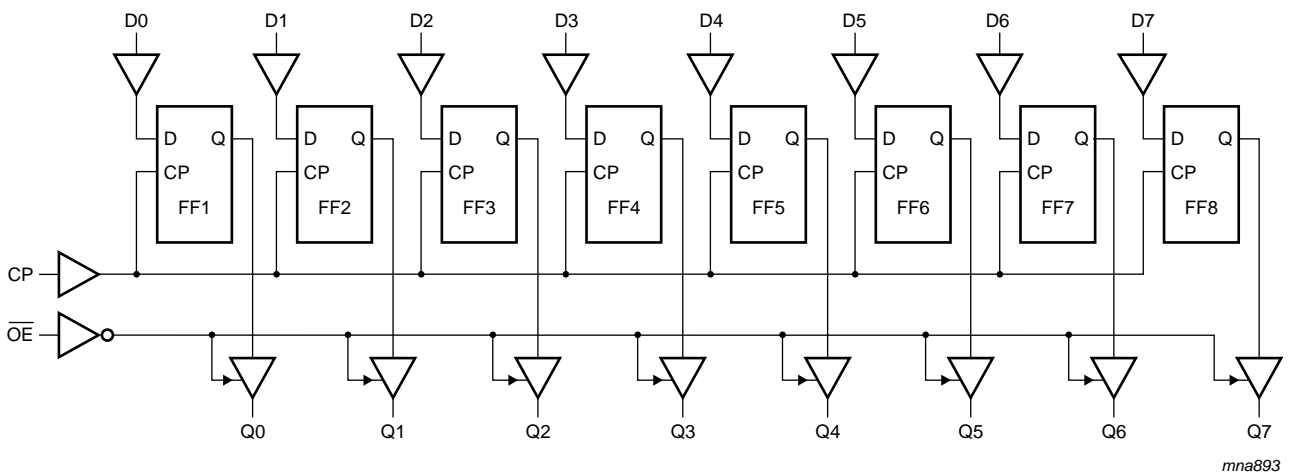 D0 D1 D2 D3 D4 D5 D6 D7
D Q D Q D Q D Q D Q D Q D Q D Q
CP CP CP CP CP CP CP CP
FF1 FF2 FF3 FF4 FF5 FF6 FF7 FF8
CP
O̅E̅
Q0 Q1 Q2 Q3 Q4 Q5 Q6 Q7
mna893